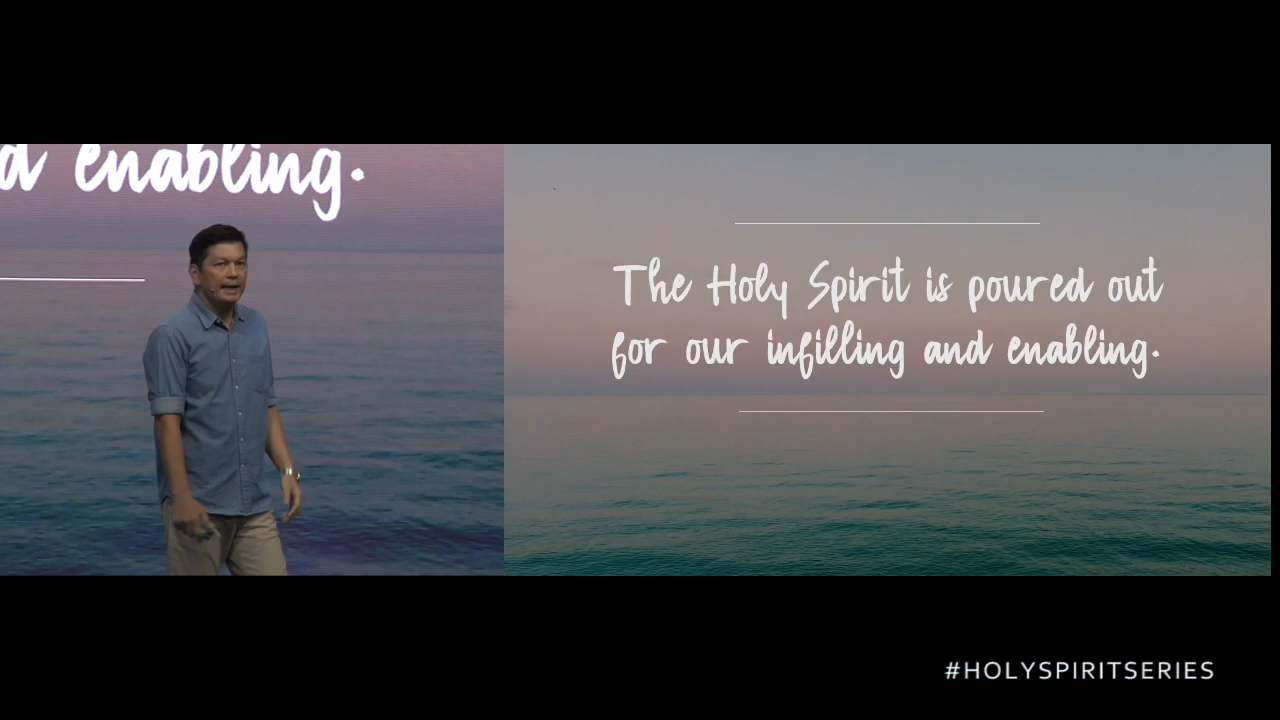 d enabling.
The Holy Spirit is poured out
for our infilling and enabling.
#HOLYSPIRITSERIES